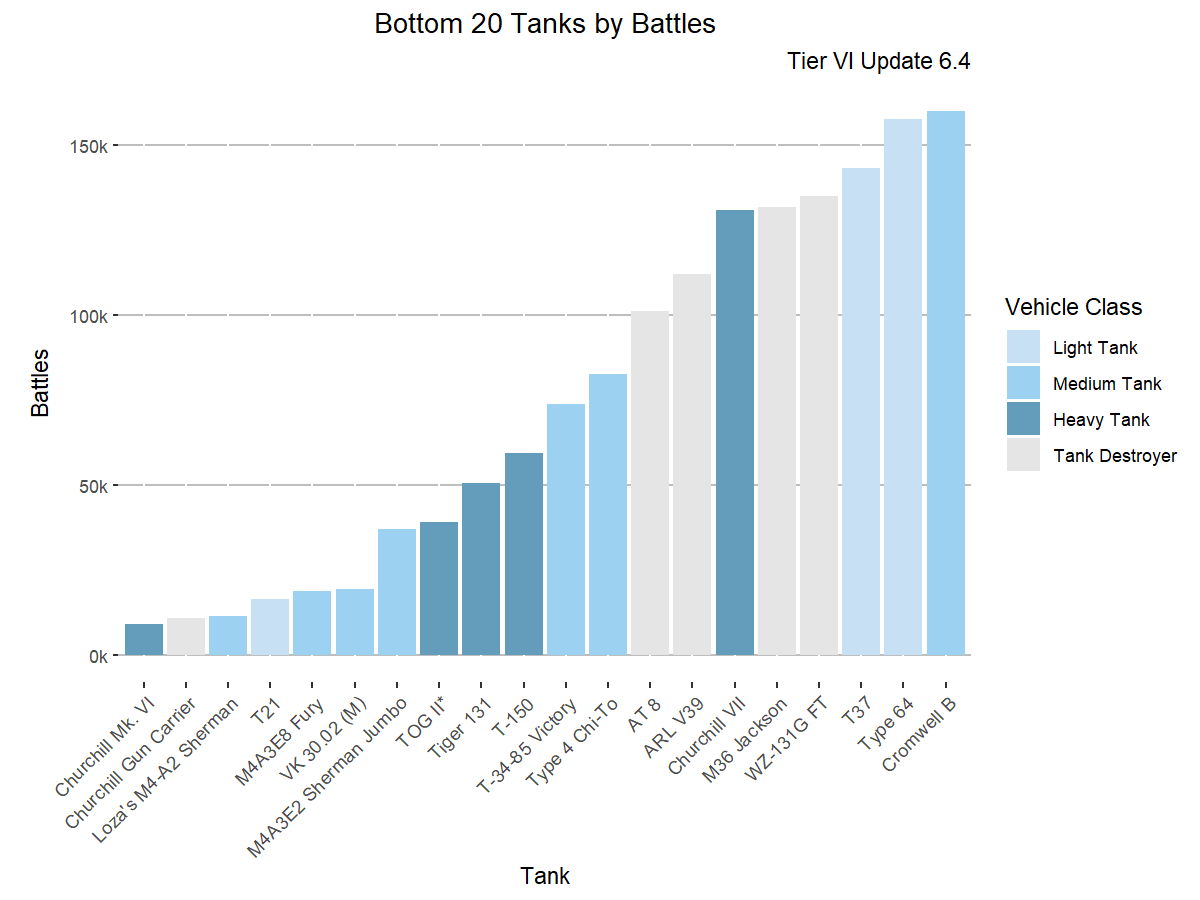 Bottom 20 Tanks by Battles
Tier VI Update 6.4
150k
100k
50k
0k
Battles
Churchill Mk. VI
Churchill Gun Carrier
Loza's M4-A2 Sherman
T21
M4A3E8 Fury
VK 30.02 (M)
M4A3E2 Sherman Jumbo
TOG II*
Tiger 131
T-150
T-34-85 Victory
Type 4 Chi-To
AT 8
ARL V39
Churchill VII
M36 Jackson
WZ-131G FT
T37
Type 64
Cromwell B
Tank
Vehicle Class
Light Tank
Medium Tank
Heavy Tank
Tank Destroyer